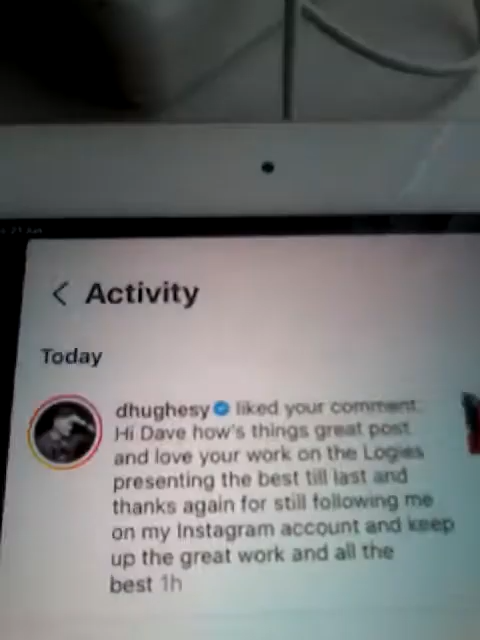 Activity
Today
dhughesy liked your comment:
Hi Dave how's things great post
and love your work on the Logies
presenting the best till last and
thanks again for still following me
on my Instagram account and keep
up the great work and all the
best 1h